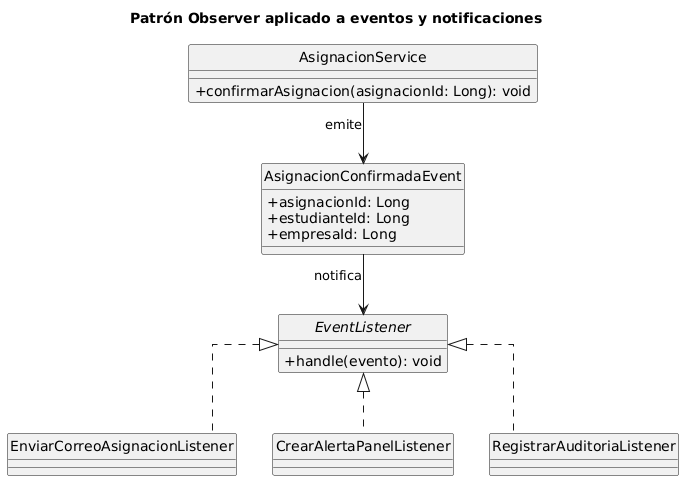 Patrón Observer aplicado a eventos y notificaciones
AsignacionService
+confirmarAsignacion(asignacionId: Long): void
emite
AsignacionConfirmadaEvent
+asignacionId: Long
+estudianteId: Long
+empresaId: Long
notifica
EventListener
+handle(evento): void
EnviarCorreoAsignacionListener
CrearAlertaPanelListener
RegistrarAuditoriaListener